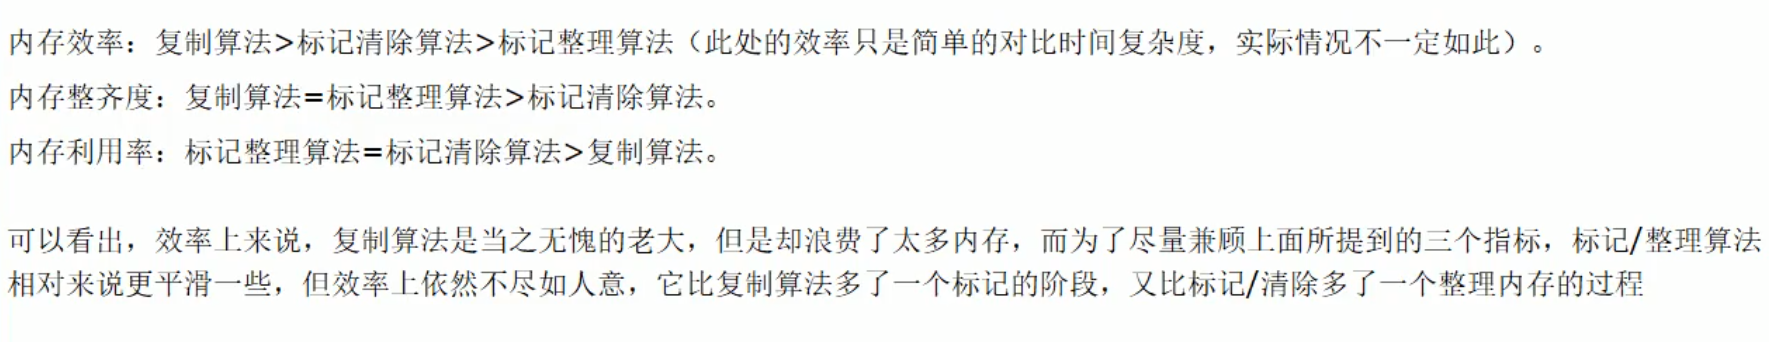 内存效率：复制算法>标记清除算法>标记整理算法（此处的效率只是简单的对比时间复杂度，实际情况不一定如此）。
内存整齐度：复制算法=标记整理算法>标记清除算法。
内存利用率：标记整理算法=标记清除算法>复制算法。
可以看出，效率上来说，复制算法是当之无愧的老大，但是却浪费了太多内存，而为了尽量兼顾上面所提到的三个指标，标记/整理算法
相对来说更平滑一些，但效率上依然不尽如人意，它比复制算法多了一个标记的阶段，又比标记/清除多了一个整理内存的过程